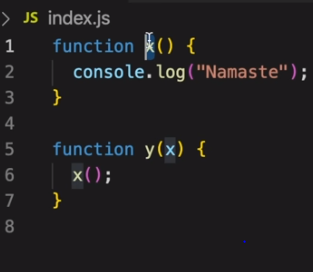 > JS index.js
1 function x() {
2 console.log("Namaste");
3 }
4
5 function y(x) {
6 x();
7 }
8